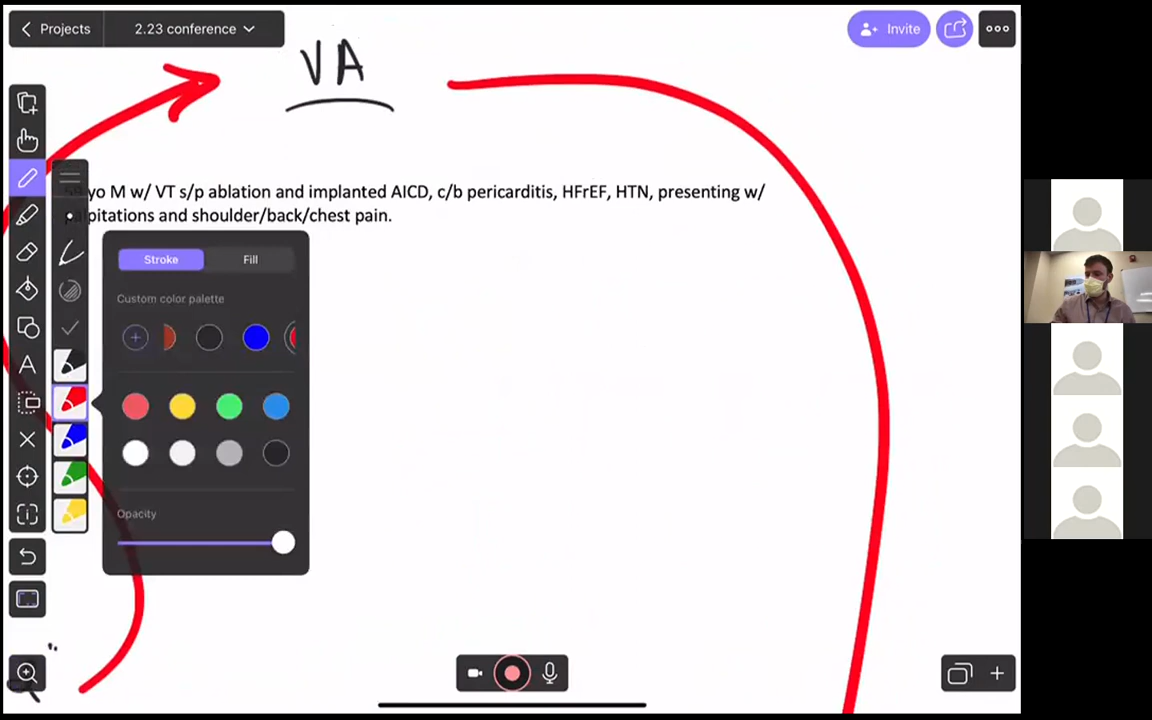 Projects
2.23 conference
Invite
VA
yo M w/ VT s/p ablation and implanted AICD, c/b pericarditis, HFrEF, HTN, presenting w/
pitations and shoulder/back/chest pain.
Stroke
Fill
Custom color palette
A
Opacity